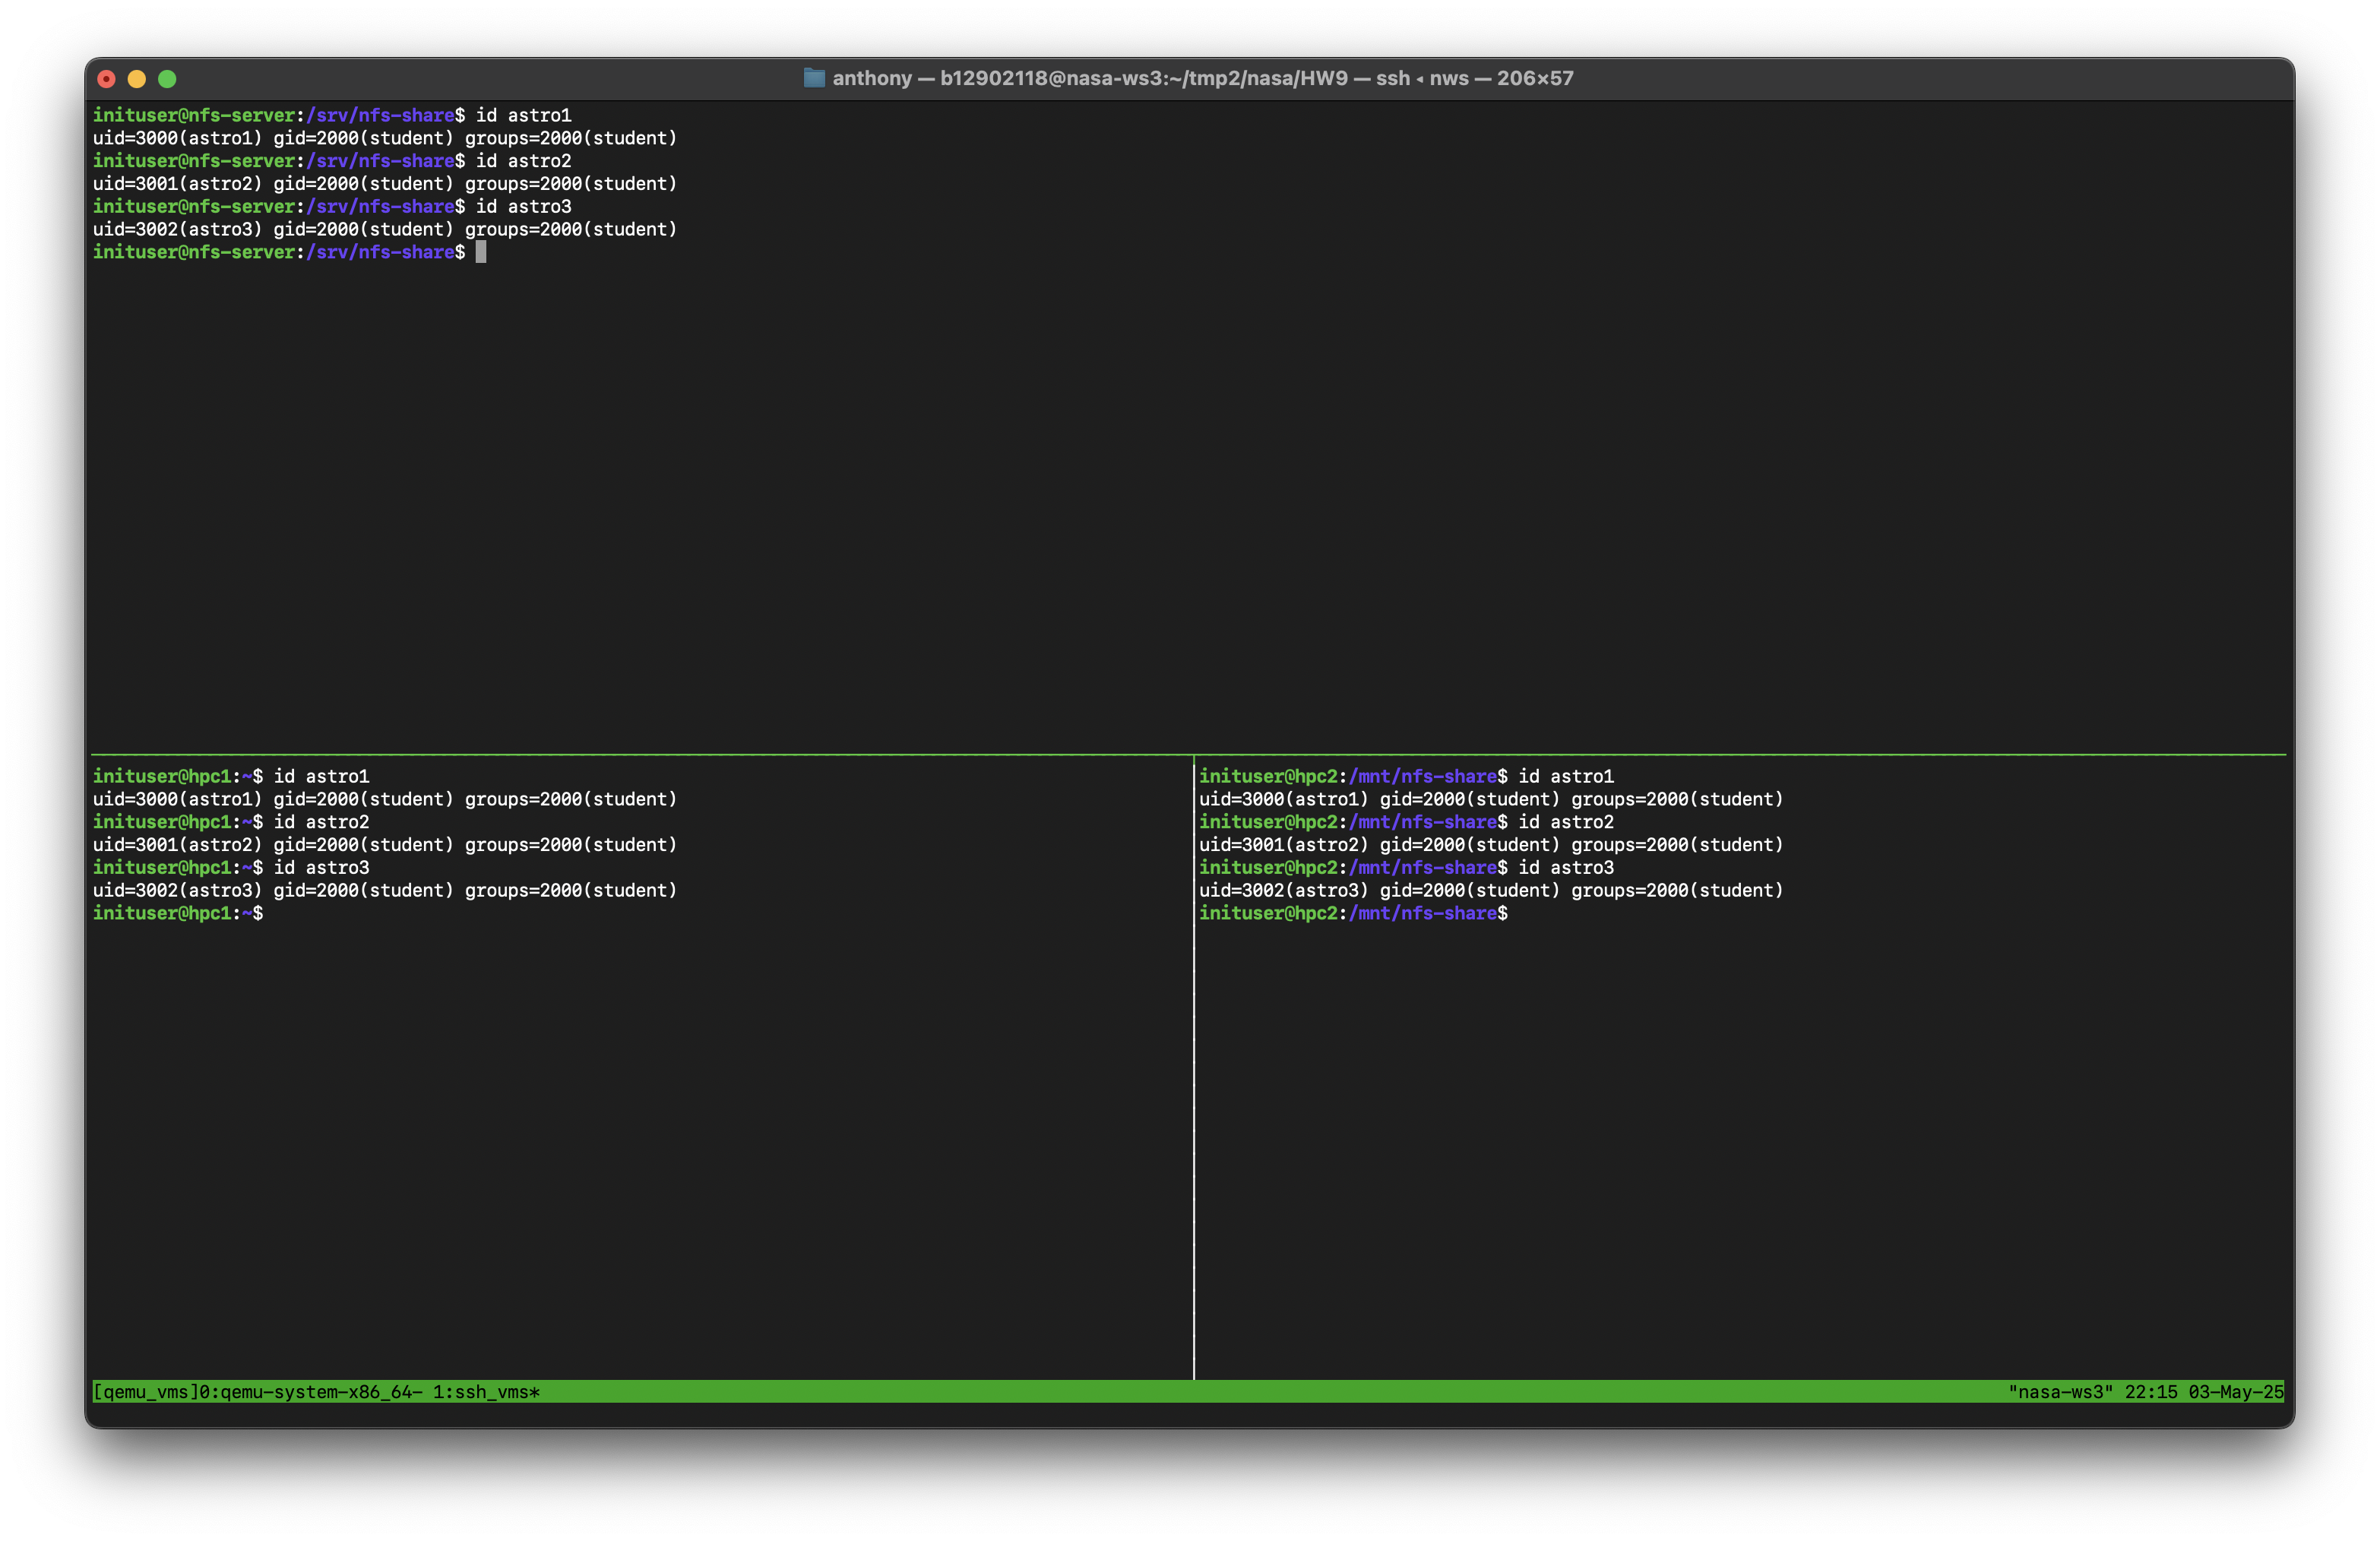 anthony — b12902118@nasa-ws3:~/tmp2/nasa/HW9 — ssh ◂ nws — 206×57
inituser@nfs-server:/srv/nfs-share$ id astro1
uid=3000(astro1) gid=2000(student) groups=2000(student)
inituser@nfs-server:/srv/nfs-share$ id astro2
uid=3001(astro2) gid=2000(student) groups=2000(student)
inituser@nfs-server:/srv/nfs-share$ id astro3
uid=3002(astro3) gid=2000(student) groups=2000(student)
inituser@nfs-server:/srv/nfs-share$
inituser@hpc1:~$ id astro1
uid=3000(astro1) gid=2000(student) groups=2000(student)
inituser@hpc1:~$ id astro2
uid=3001(astro2) gid=2000(student) groups=2000(student)
inituser@hpc1:~$ id astro3
uid=3002(astro3) gid=2000(student) groups=2000(student)
inituser@hpc1:~$
inituser@hpc2:/mnt/nfs-share$ id astro1
uid=3000(astro1) gid=2000(student) groups=2000(student)
inituser@hpc2:/mnt/nfs-share$ id astro2
uid=3001(astro2) gid=2000(student) groups=2000(student)
inituser@hpc2:/mnt/nfs-share$ id astro3
uid=3002(astro3) gid=2000(student) groups=2000(student)
inituser@hpc2:/mnt/nfs-share$
[qemu_vms]0:qemu-system-x86_64- 1:ssh_vms* "nasa-ws3" 22:15 03-May-25